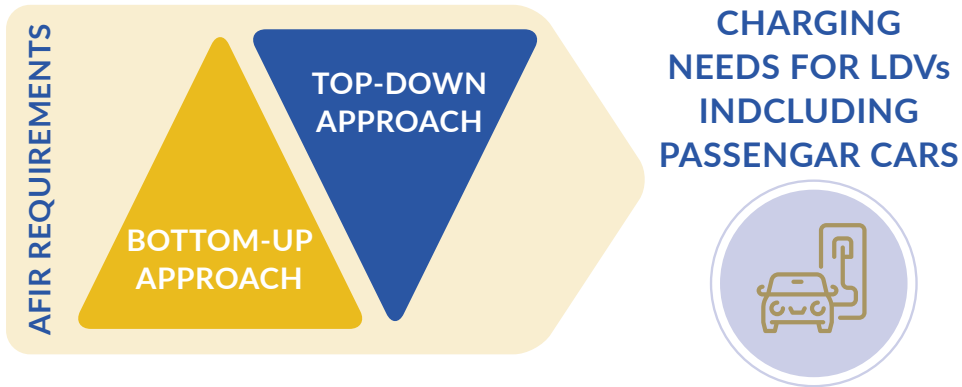 AFIR REQUIREMENTS
BOTTOM-UP
APPROACH
TOP-DOWN
APPROACH
CHARGING
NEEDS FOR LDVs
INDCLUDING
PASSENGAR CARS